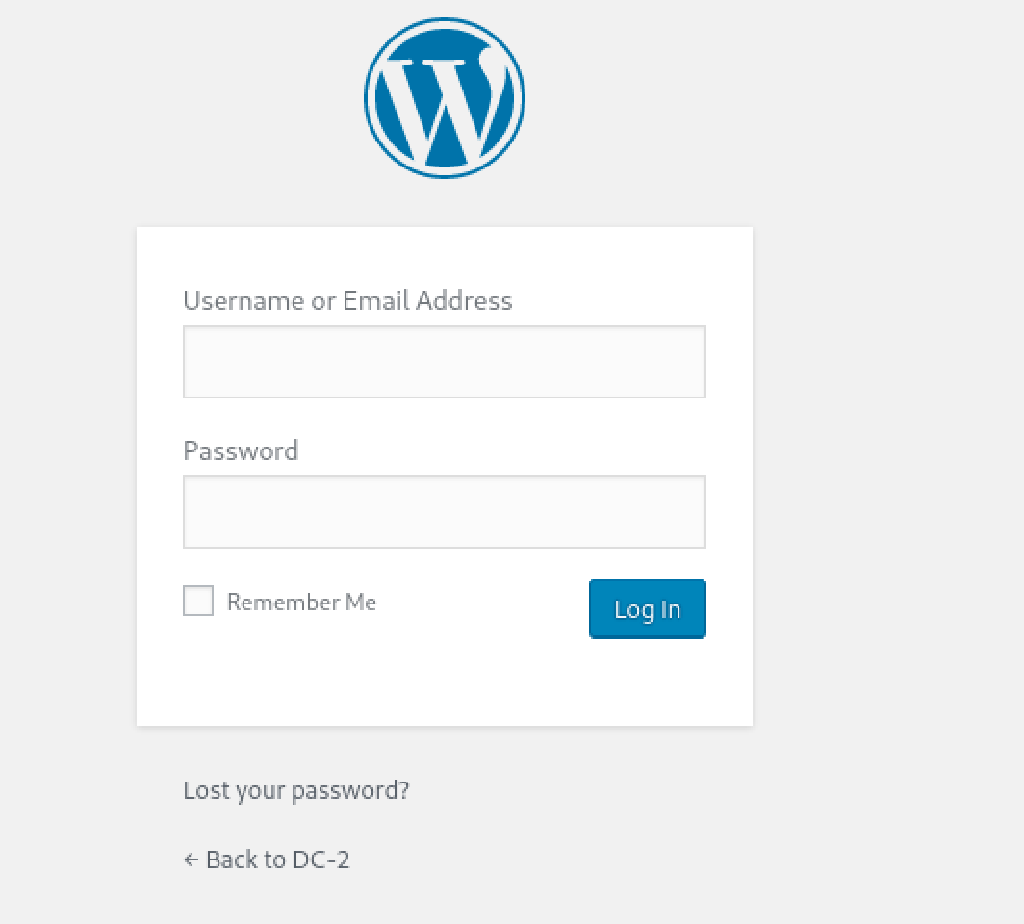 Username or Email Address
Password
Remember Me
Log In
Lost your password?
← Back to DC-2